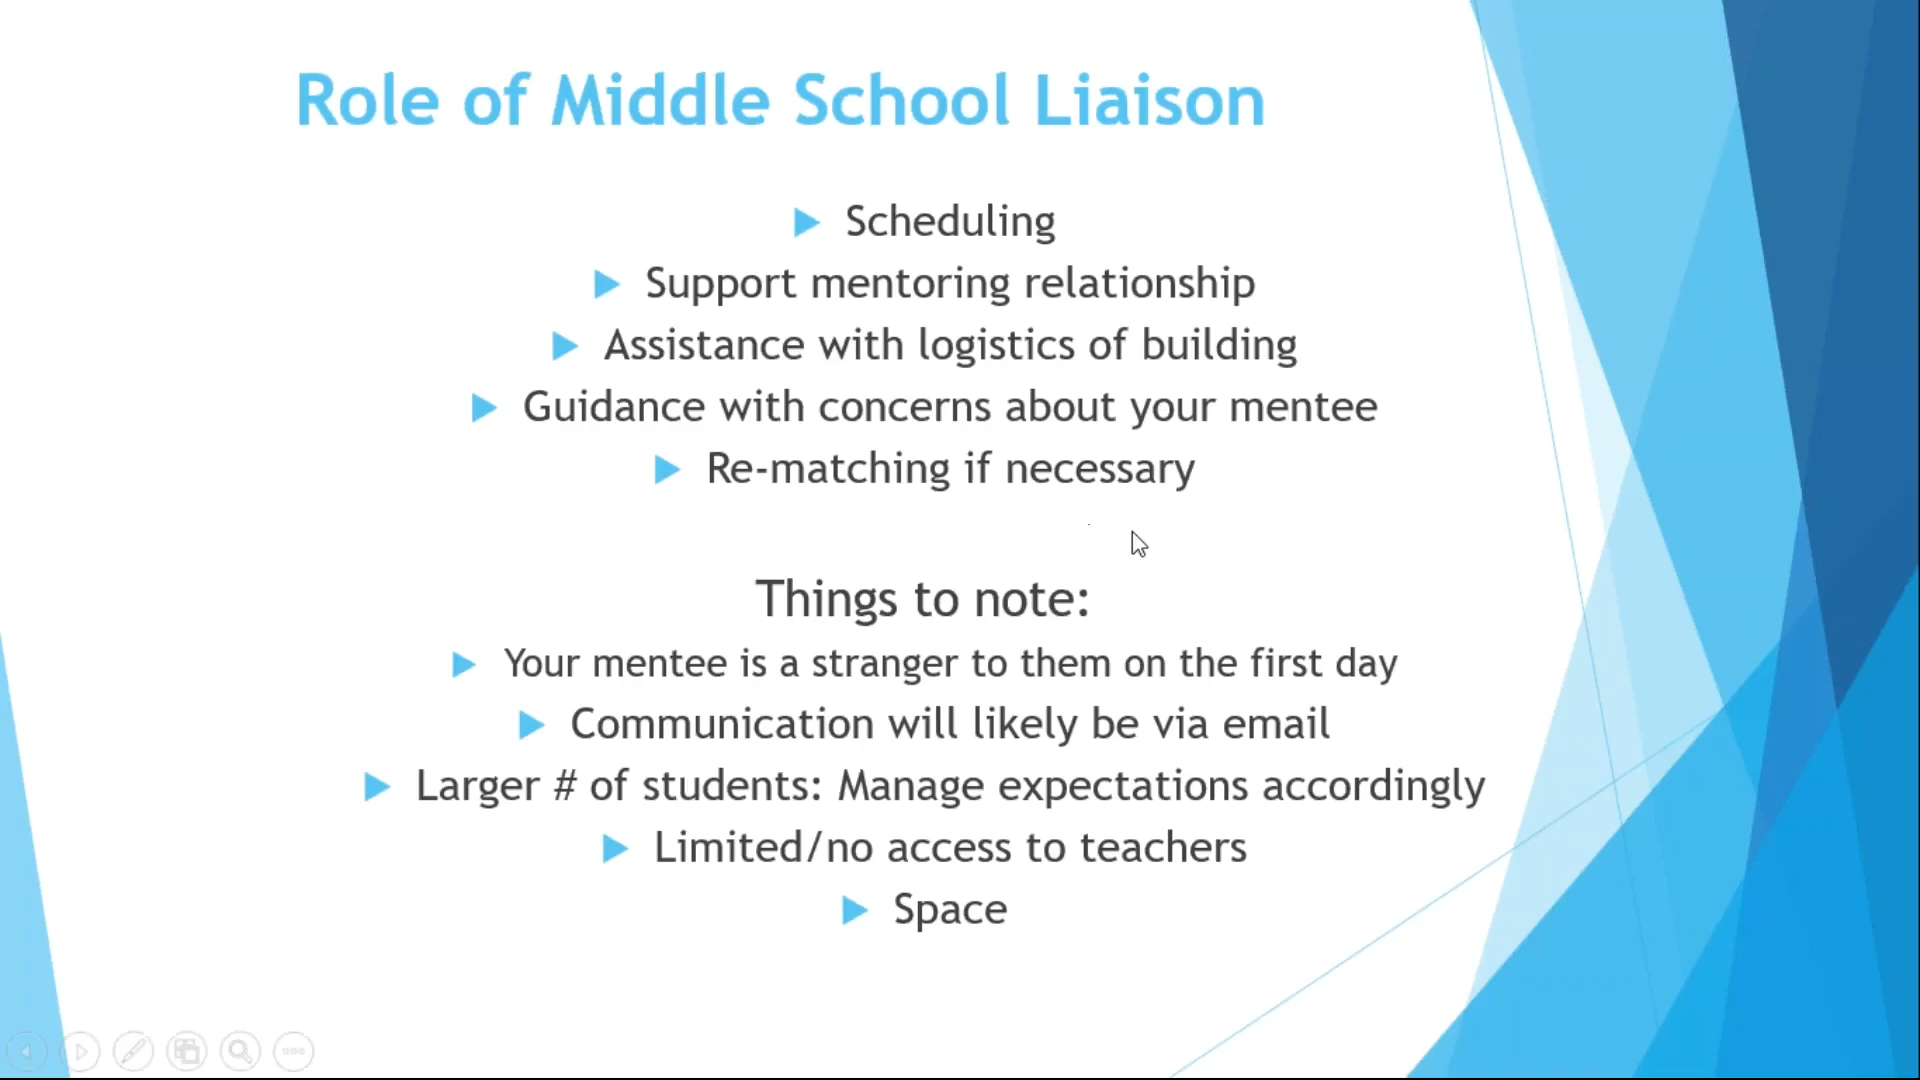 Role of Middle School Liaison
Scheduling
Support mentoring relationship
Assistance with logistics of building
Guidance with concerns about your mentee
Re-matching if necessary
Things to note:
Your mentee is a stranger to them on the first day
Communication will likely be via email
Larger # of students: Manage expectations accordingly
Limited/no access to teachers
Space